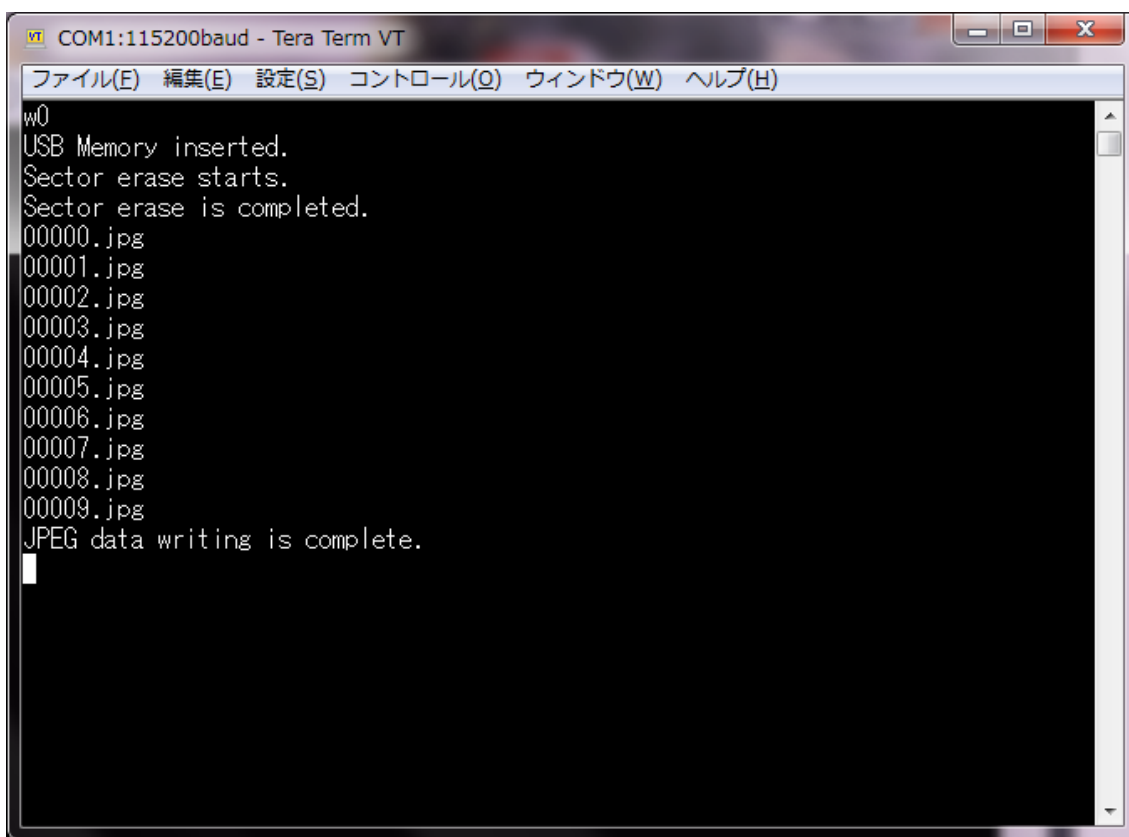 COM1:115200baud - Tera Term VT
ファイル(F) 編集(E) 設定(S) コントロール(O) ウィンドウ(W) ヘルプ(H)
w0
USB Memory inserted.
Sector erase starts.
Sector erase is completed.
00000.jpg
00001.jpg
00002.jpg
00003.jpg
00004.jpg
00005.jpg
00006.jpg
00007.jpg
00008.jpg
00009.jpg
JPEG data writing is complete.